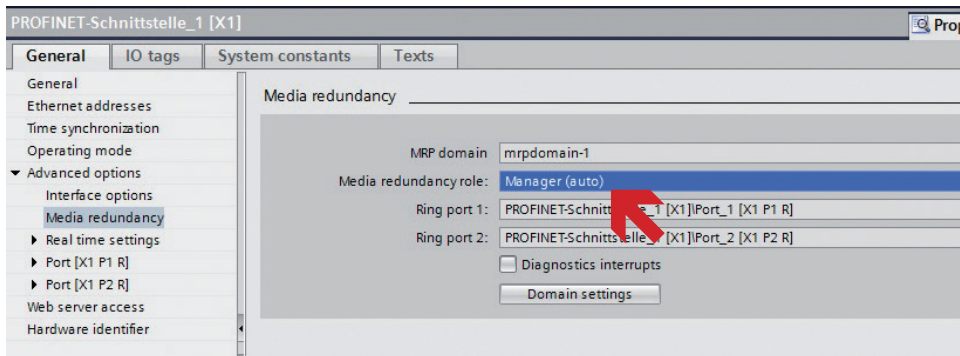 PROFINET-Schnittstelle_1 [X1]
General
IO tags
System constants
Texts
General
Ethernet addresses
Time synchronization
Operating mode
Advanced options
Interface options
Media redundancy
Real time settings
Port [X1 P1 R]
Port [X1 P2 R]
Web server access
Hardware identifier
Media redundancy
MRP domain mrpdomain-1
Media redundancy role: Manager (auto)
Ring port 1: PROFINET-Schnittstelle_1 [X1]\Port_1 [X1 P1 R]
Ring port 2: PROFINET-Schnittstelle_1 [X1]\Port_2 [X1 P2 R]
Diagnostics interrupts
Domain settings